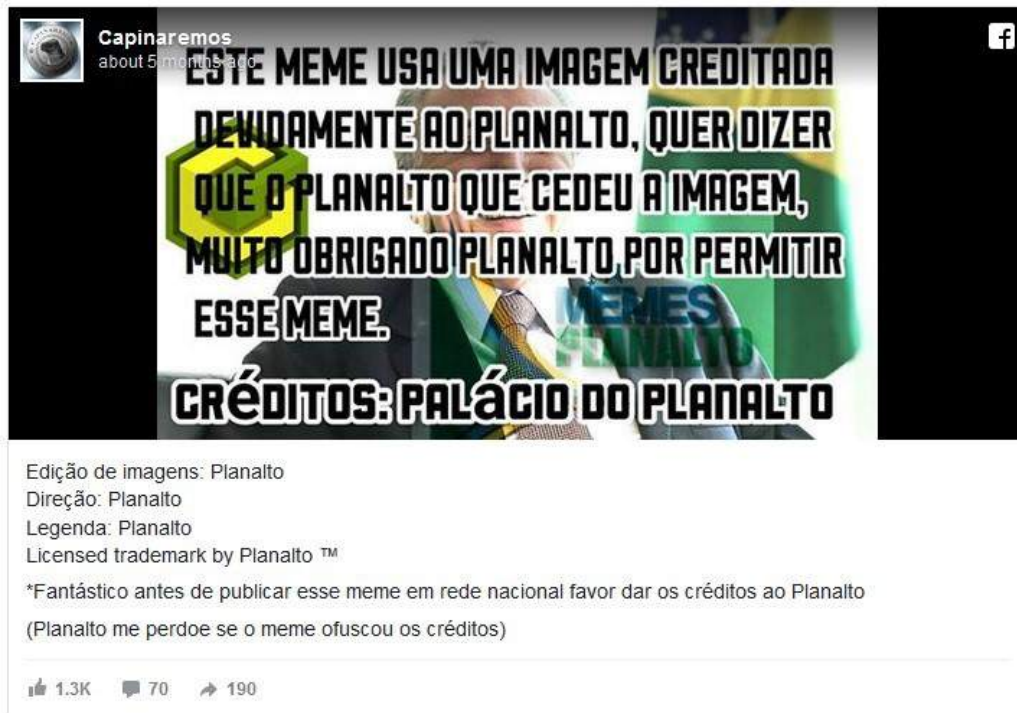 Capinaremos
about 5 months ago
ESTE MEME USA UMA IMAGEM CREDITADA
DEVIDAMENTE AO PLANALTO, QUER DIZER
QUE O PLANALTO QUE CEDEU A IMAGEM,
MUITO OBRIGADO PLANALTO POR PERMITIR
ESSE MEME.
MEMES
PLANALTO
CRÉDITOS: PALÁCIO DO PLANALTO
Edição de imagens: Planalto
Direção: Planalto
Legenda: Planalto
Licensed trademark by Planalto ™
*Fantástico antes de publicar esse meme em rede nacional favor dar os créditos ao Planalto
(Planalto me perdoe se o meme ofuscou os créditos)
1.3K 70 190